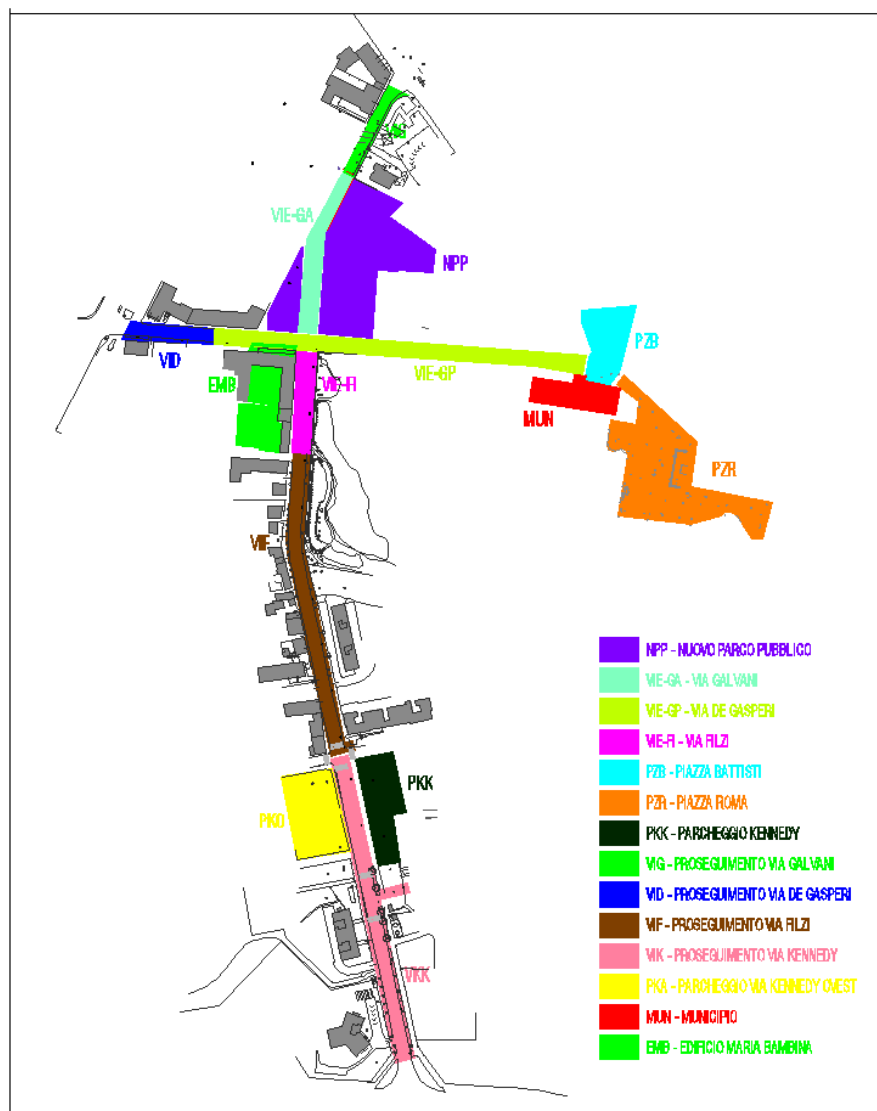 VIG
VIE-GA
NPP
VID
EMB
VIE-FI
VIE-GP
PZB
MUN
PZR
VIF
PKK
PKO
VKK
NPP - NUOVO PARCO PUBBLICO
VIE-GA - VIA GALVANI
VIE-GP - VIA DE GASPERI
VIE-FI - VIA FILZI
PZB - PIAZZA BATTISTI
PZR - PIAZZA ROMA
PKK - PARCHEGGIO KENNEDY
VIG - PROSEGUIMENTO VIA GALVANI
VID - PROSEGUIMENTO VIA DE GASPERI
VIF - PROSEGUIMENTO VIA FILZI
VIK - PROSEGUIMENTO VIA KENNEDY
PKA - PARCHEGGIO VIA KENNEDY OVEST
MUN - MUNICIPIO
EMB - EDIFICIO MARIA BAMBINA